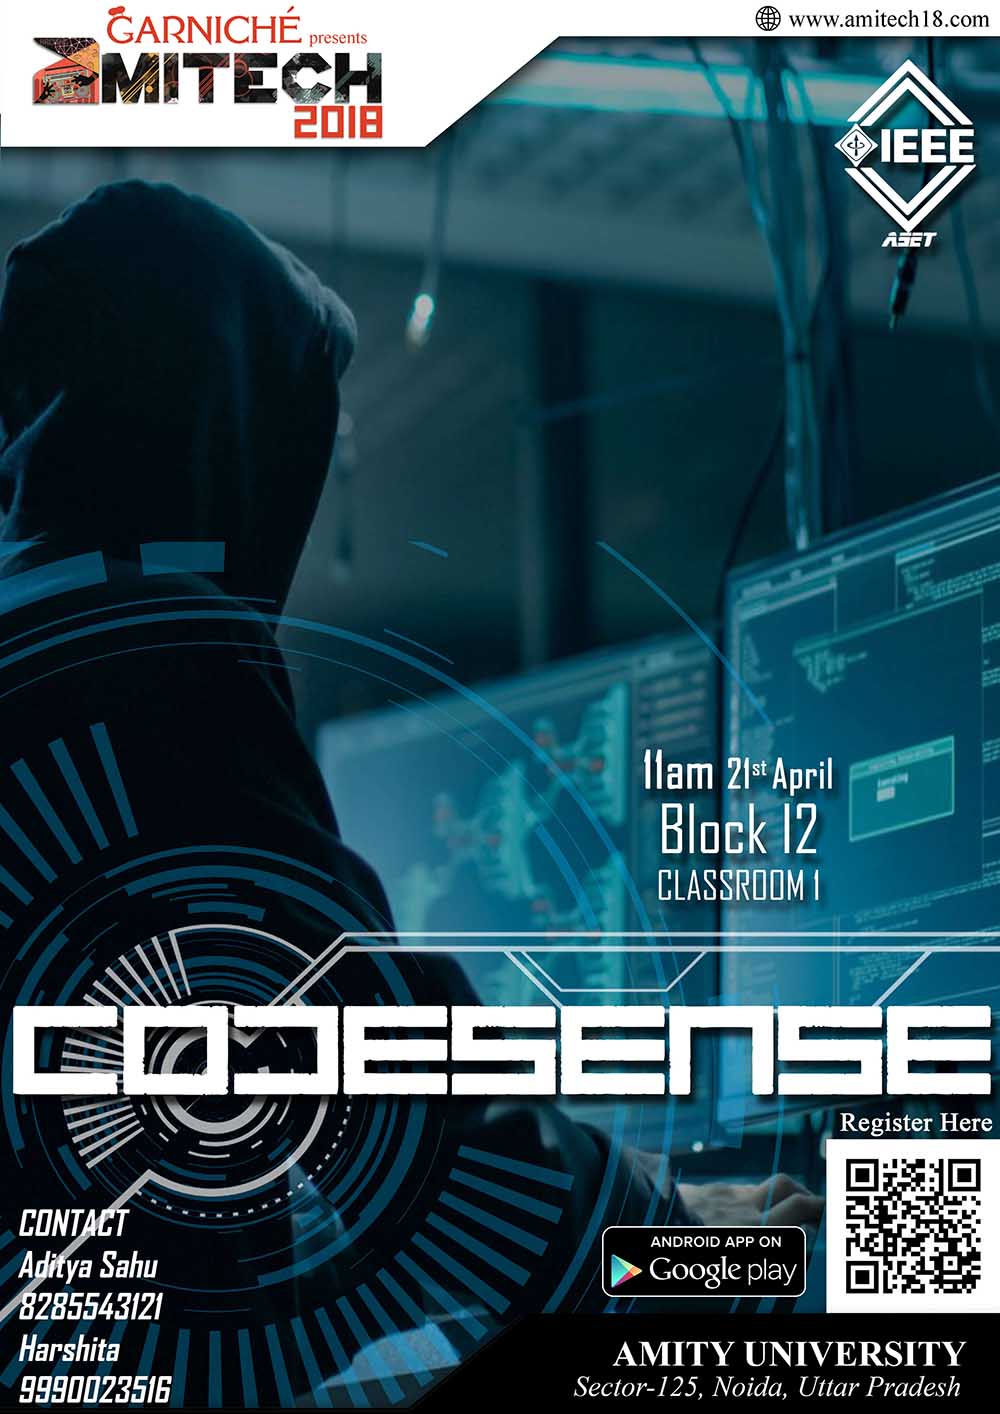 www.amitech18.com
GARNICHÉ presents
AMITECH
2018
IEEE
ASET
11am 21st April
Block 12
CLASSROOM 1
CODESENSE
Register Here
CONTACT
Aditya Sahu
8285543121
Harshita
9990023516
ANDROID APP ON
Google play
AMITY UNIVERSITY
Sector-125, Noida, Uttar Pradesh